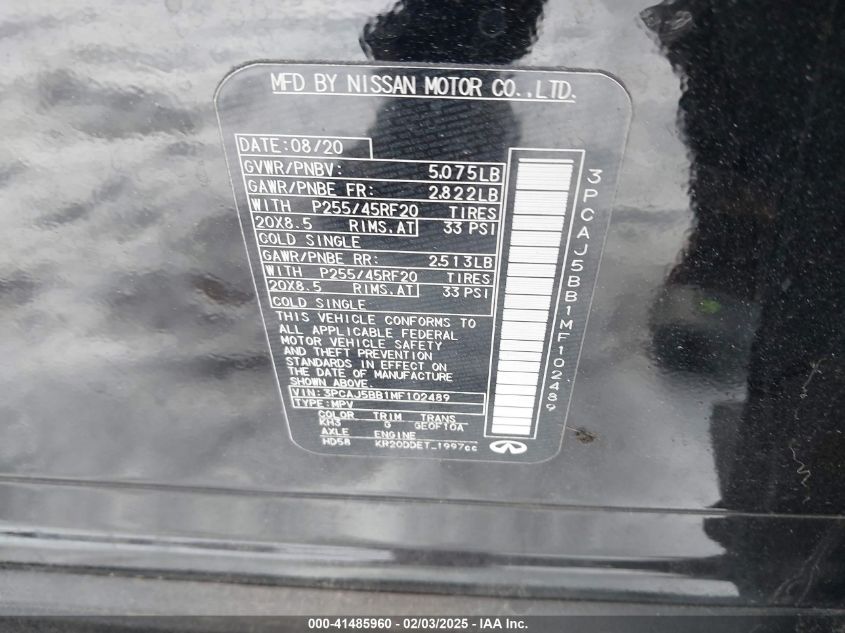 MFD BY NISSAN MOTOR CO.,LTD.
DATE:08/20
GVWR/PNBV: 5.075LB
GAWR/PNBE FR: 2.822LB
WITH P255/45RF20 TIRES
20X8.5 RIMS.AT 33 PSI
COLD SINGLE
GAWR/PNBE RR: 2.513LB
WITH P255/45RF20 TIRES
20X8.5 RIMS.AT 33 PSI
COLD SINGLE
THIS VEHICLE CONFORMS TO
ALL APPLICABLE FEDERAL
MOTOR VEHICLE SAFETY
AND THEFT PREVENTION
STANDARDS IN EFFECT ON
THE DATE OF MANUFACTURE
SHOWN ABOVE.
VIN: 3PCAJ5BB1MF102489
TYPE: MPV
COLOR TRIM TRANS
KH3 G GE0F10A
AXLE ENGINE
HD58 KR20DDET 1997cc
3PCAJ5BB1MF102489
000-41485960 - 02/03/2025 - © IAA, Inc.